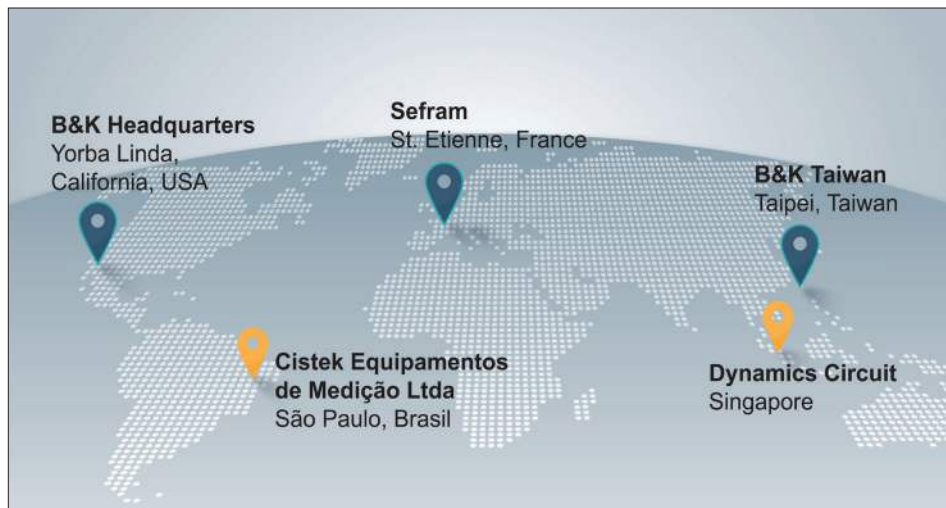 B&K Headquarters
Yorba Linda,
California, USA
Sefram
St. Etienne, France
B&K Taiwan
Taipei, Taiwan
Cistek Equipamentos
de Medição Ltda
São Paulo, Brasil
Dynamics Circuit
Singapore